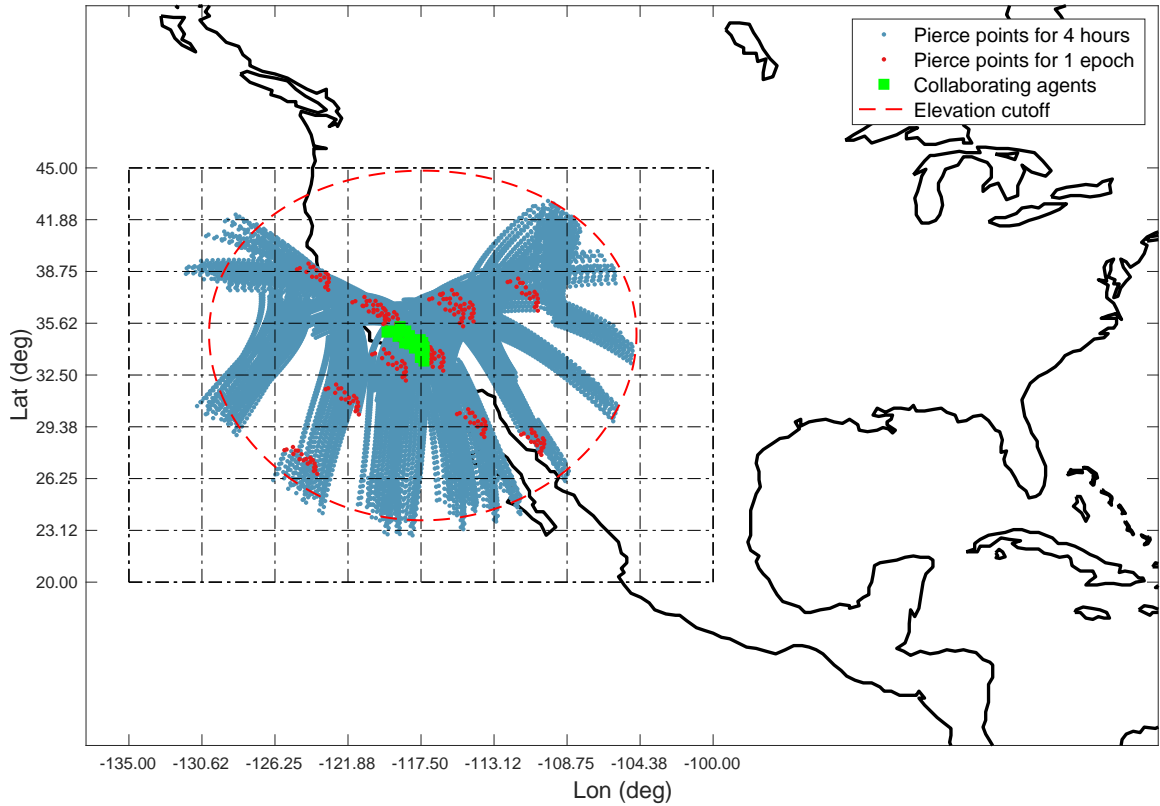 Pierce points for 4 hours
Pierce points for 1 epoch
Collaborating agents
Elevation cutoff
45.00
41.88
38.75
35.62
32.50
29.38
26.25
23.12
20.00
Lat (deg)
-135.00 -130.62 -126.25 -121.88 -117.50 -113.12 -108.75 -104.38 -100.00
Lon (deg)